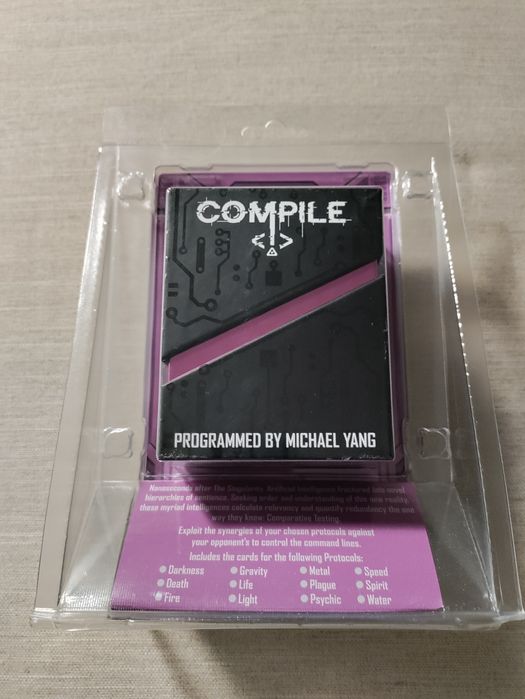 COMPILE
PROGRAMMED BY MICHAEL YANG
Nanoseconds after The Singularity, Artificial Intelligence fractured into novel
hierarchies of sentience. Seeking order and understanding of this new reality,
these myriad intelligences calculate relevancy and quantify redundancy the one
way they know: Comparative Testing.
Exploit the synergies of your chosen protocols against
your opponent's to control the command lines.
Includes the cards for the following Protocols:
Darkness Gravity Metal Speed
Death Life Plague Spirit
Fire Light Psychic Water